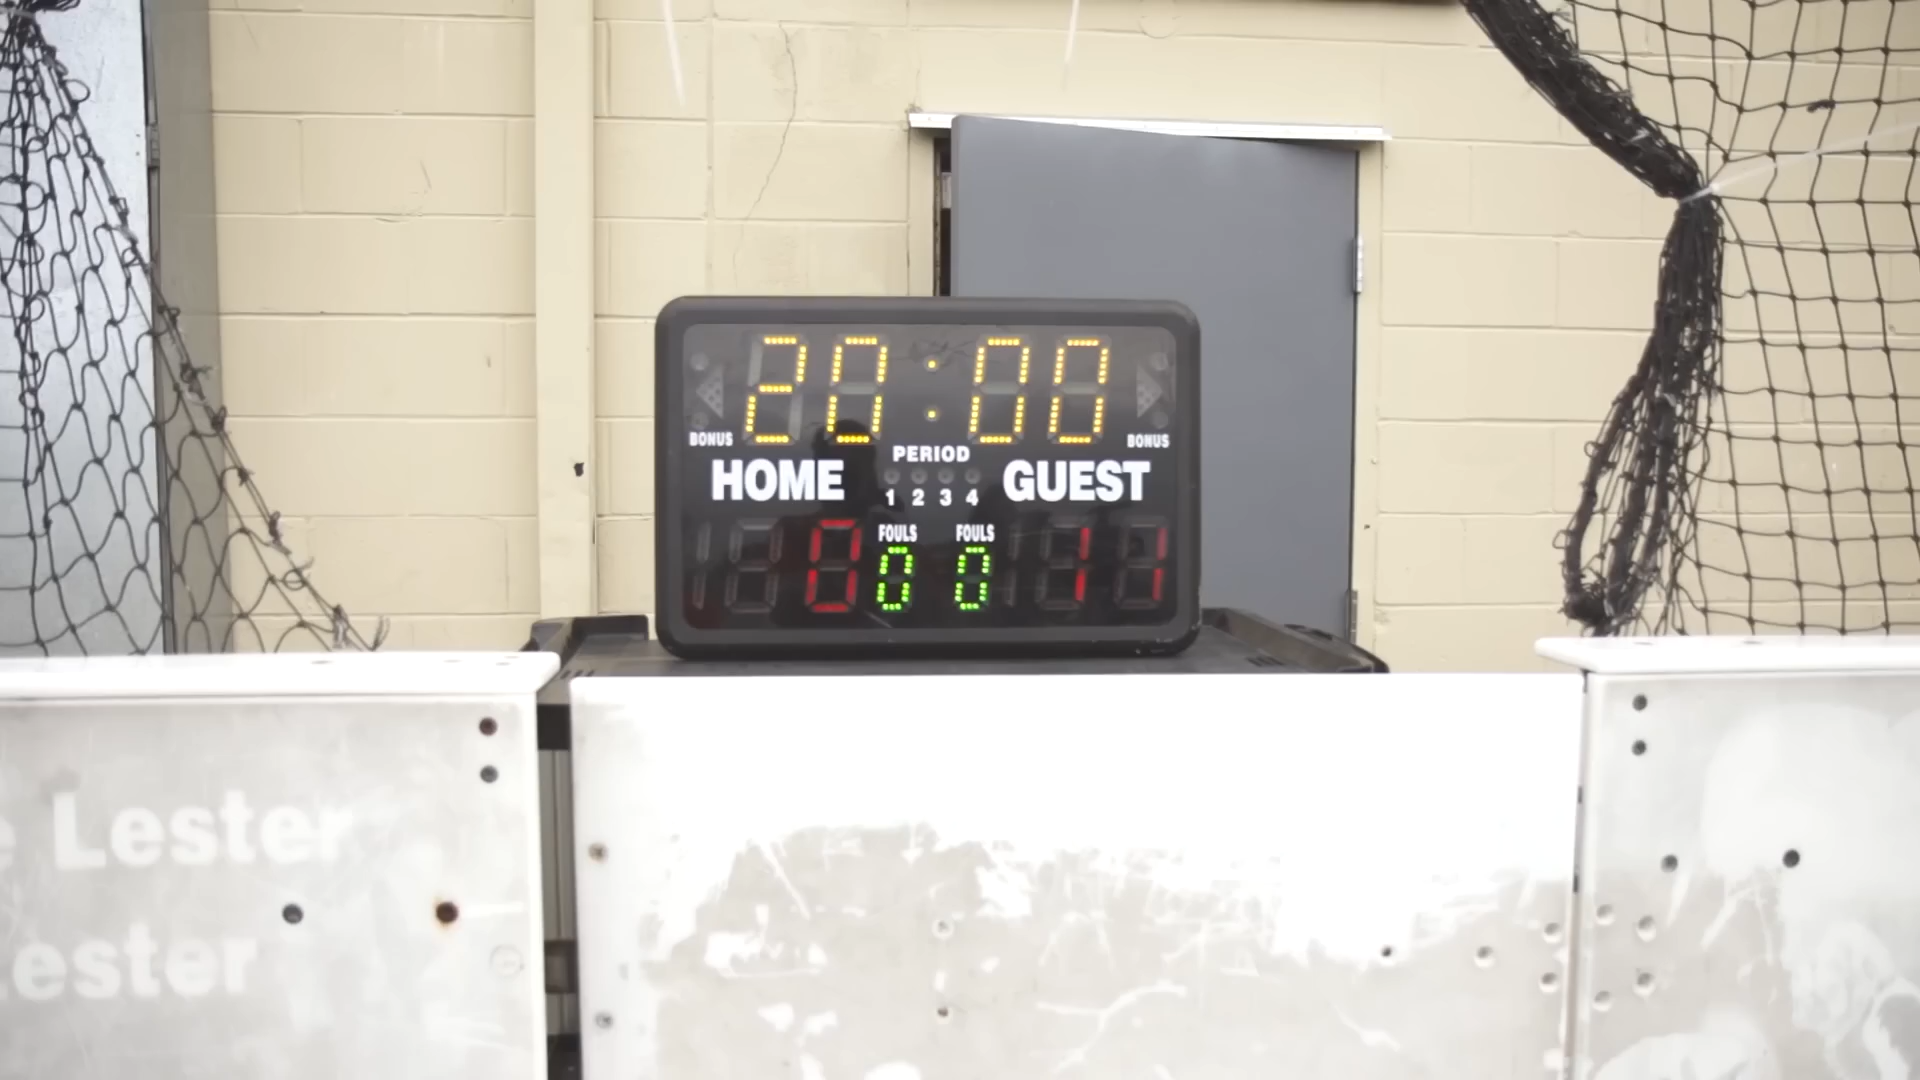 20:00
BONUS PERIOD BONUS
HOME 1 2 3 4 GUEST
FOULS FOULS
0 0 0 11
Lester
ester